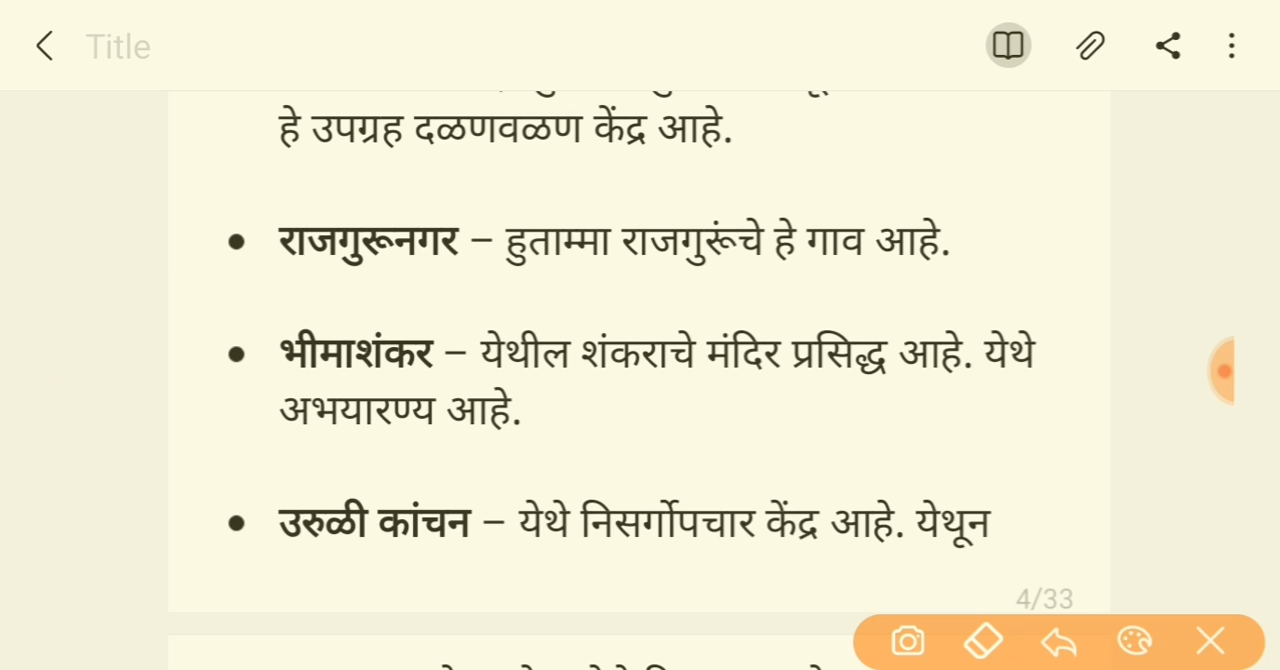 Title
हे उपग्रह दळणवळण केंद्र आहे.
• राजगुरूनगर – हुताम्मा राजगुरूंचे हे गाव आहे.
• भीमाशंकर – येथील शंकराचे मंदिर प्रसिद्ध आहे. येथे
अभयारण्य आहे.
• उरुळी कांचन – येथे निसर्गोपचार केंद्र आहे. येथून
4/33